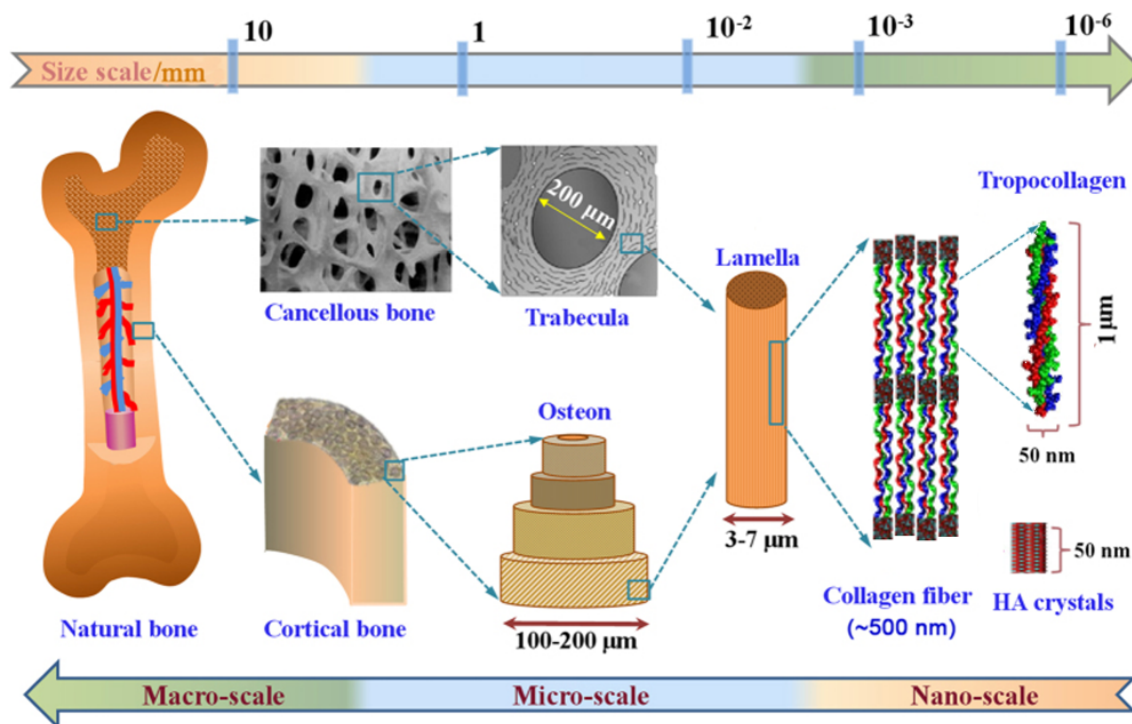 Size scale/mm
10
1
10⁻²
10⁻³
10⁻⁶
Cancellous bone
200 μm
Trabecula
Lamella
3-7 μm
Tropocollagen
1 μm
50 nm
Natural bone
Cortical bone
Osteon
100-200 μm
Collagen fiber
(~500 nm)
50 nm
HA crystals
Macro-scale
Micro-scale
Nano-scale